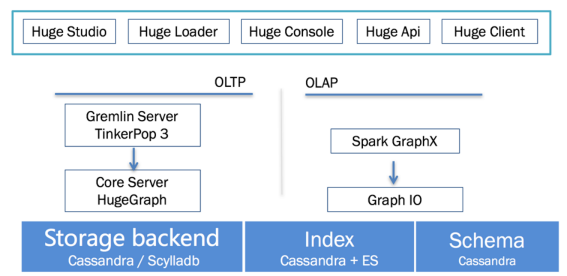 Huge Studio
Huge Loader
Huge Console
Huge Api
Huge Client
OLTP
OLAP
Gremlin Server
TinkerPop 3
Spark GraphX
Core Server
HugeGraph
Graph IO
Storage backend
Cassandra / Scylladb
Index
Cassandra + ES
Schema
Cassandra